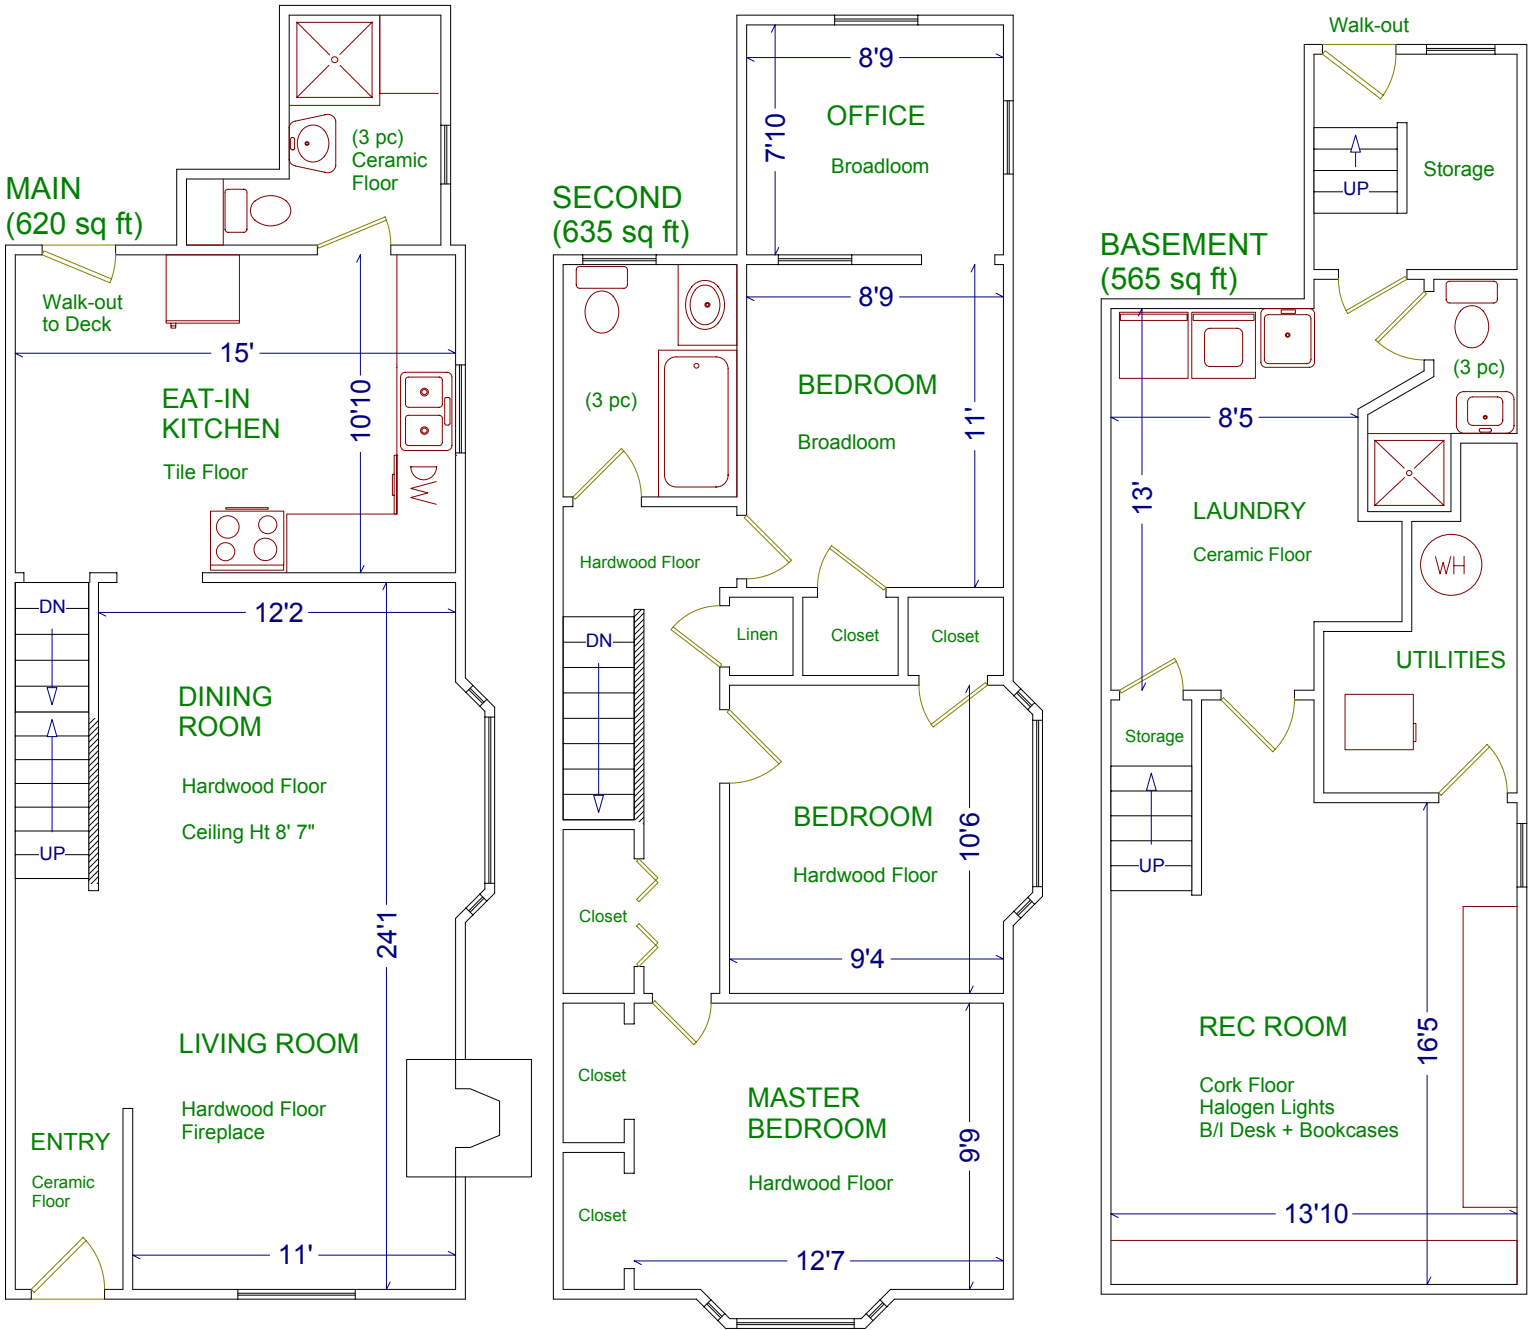 MAIN
(620 sq ft)
(3 pc)
Ceramic
Floor
Walk-out
to Deck
15'
EAT-IN
KITCHEN
10'10
Tile Floor
DW
DN
12'2
DINING
ROOM
Hardwood Floor
Ceiling Ht 8' 7"
UP
24'1
LIVING ROOM
Hardwood Floor
Fireplace
ENTRY
Ceramic
Floor
11'
SECOND
(635 sq ft)
8'9
7'10
OFFICE
Broadloom
8'9
(3 pc)
BEDROOM
11'
Broadloom
Hardwood Floor
DN
Linen
Closet
Closet
BEDROOM
10'6
Hardwood Floor
Closet
9'4
Closet
MASTER
BEDROOM
9'9
Hardwood Floor
Closet
12'7
BASEMENT
(565 sq ft)
Walk-out
Storage
UP
(3 pc)
8'5
13'
LAUNDRY
Ceramic Floor
WH
UTILITIES
Storage
UP
REC ROOM
16'5
Cork Floor
Halogen Lights
B/I Desk + Bookcases
13'10